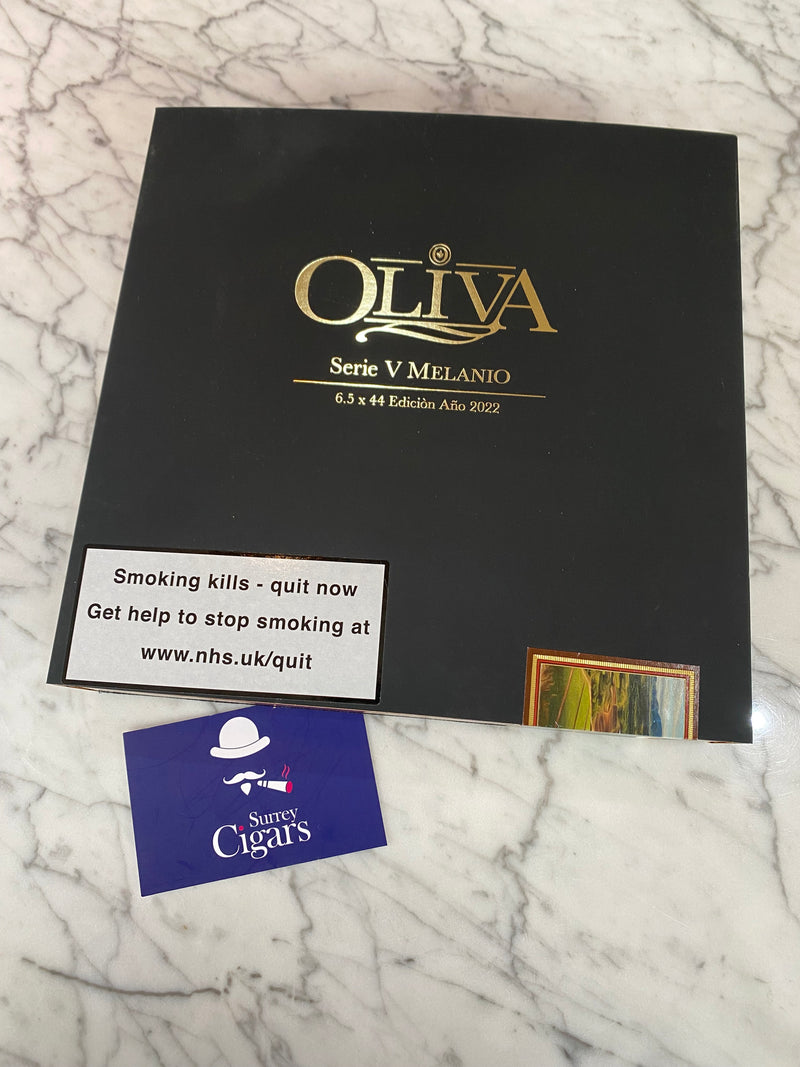 OLIVA
Serie V MELANIO
6.5 x 44 Ediciòn Año 2022
Smoking kills - quit now
Get help to stop smoking at
www.nhs.uk/quit
Surrey
Cigars